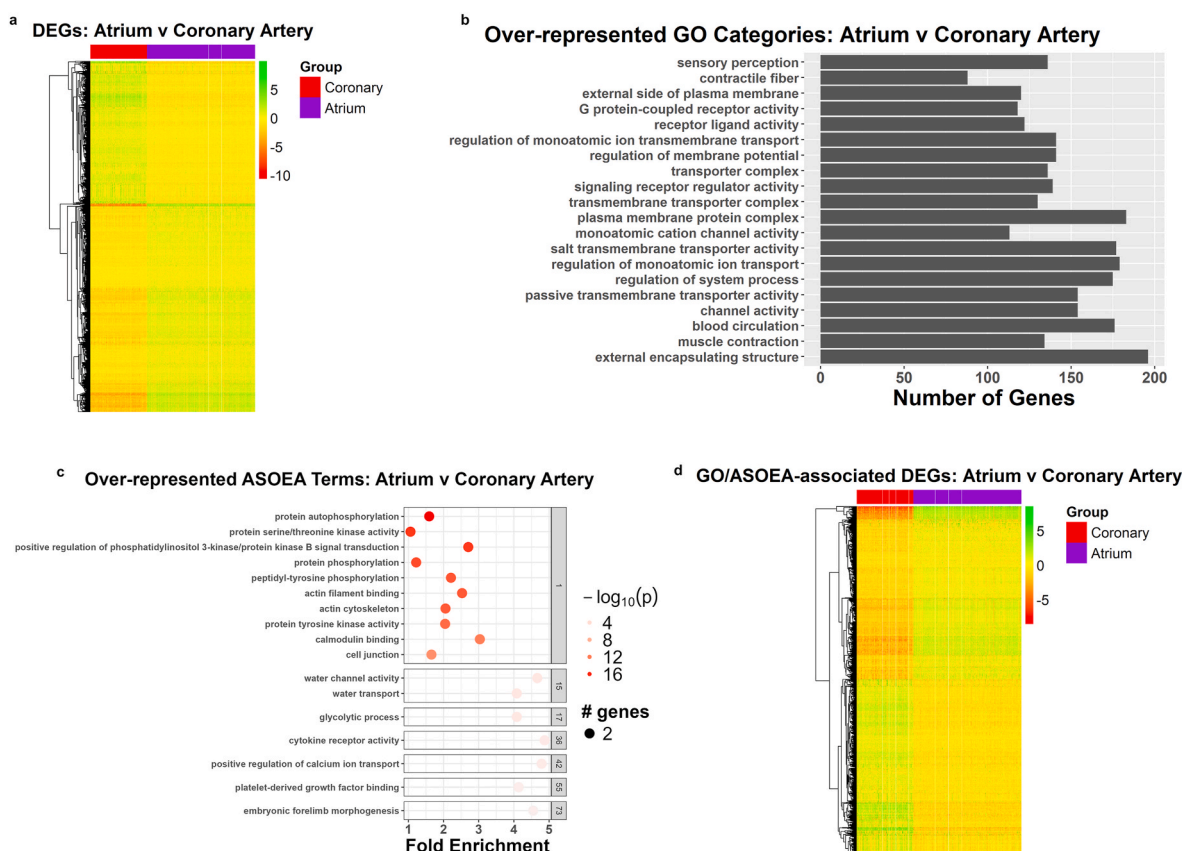 a
DEGs: Atrium v Coronary Artery
Group
Coronary
Atrium
5
0
-5
-10
b
Over-represented GO Categories: Atrium v Coronary Artery
sensory perception
contractile fiber
external side of plasma membrane
G protein-coupled receptor activity
receptor ligand activity
regulation of monoatomic ion transmembrane transport
regulation of membrane potential
transporter complex
signaling receptor regulator activity
transmembrane transporter complex
plasma membrane protein complex
monoatomic cation channel activity
salt transmembrane transporter activity
regulation of monoatomic ion transport
regulation of system process
passive transmembrane transporter activity
channel activity
blood circulation
muscle contraction
external encapsulating structure
0 50 100 150 200
Number of Genes
c
Over-represented ASOEA Terms: Atrium v Coronary Artery
protein autophosphorylation
protein serine/threonine kinase activity
positive regulation of phosphatidylinositol 3-kinase/protein kinase B signal transduction
protein phosphorylation
peptidyl-tyrosine phosphorylation
actin filament binding
actin cytoskeleton
protein tyrosine kinase activity
calmodulin binding
cell junction
1
water channel activity
water transport
15
glycolytic process
17
cytokine receptor activity
36
positive regulation of calcium ion transport
42
platelet-derived growth factor binding
55
embryonic forelimb morphogenesis
73
1 2 3 4 5
Fold Enrichment
−log10(p)
4
8
12
16
# genes
2
d
GO/ASOEA-associated DEGs: Atrium v Coronary Artery
Group
Coronary
Atrium
5
0
-5